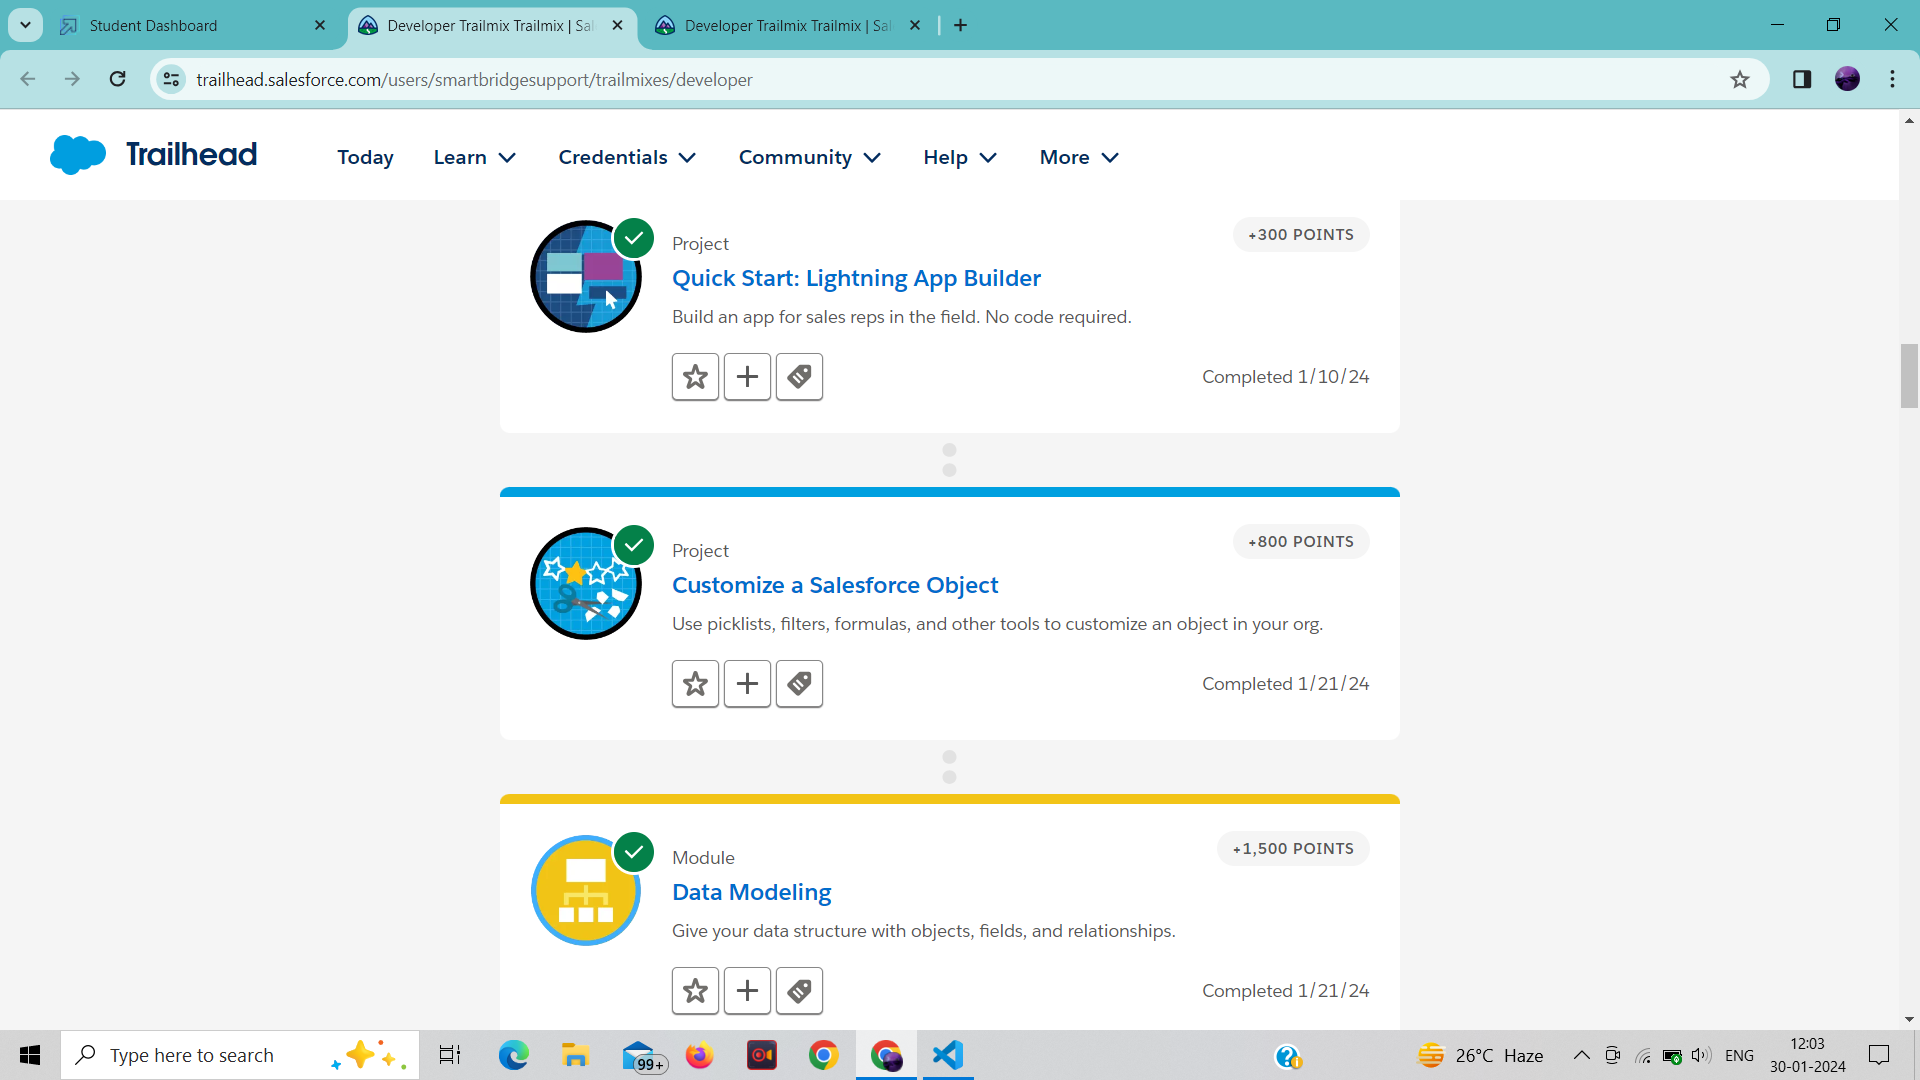 Student Dashboard
Developer Trailmix Trailmix | Sal
Developer Trailmix Trailmix | Sal
trailhead.salesforce.com/users/smartbridgesupport/trailmixes/developer
Trailhead
Today
Learn
Credentials
Community
Help
More
Project
+300 POINTS
Quick Start: Lightning App Builder
Build an app for sales reps in the field. No code required.
Completed 1/10/24
Project
+800 POINTS
Customize a Salesforce Object
Use picklists, filters, formulas, and other tools to customize an object in your org.
Completed 1/21/24
Module
+1,500 POINTS
Data Modeling
Give your data structure with objects, fields, and relationships.
Completed 1/21/24
Type here to search
99+
26°C Haze
ENG
12:03
30-01-2024